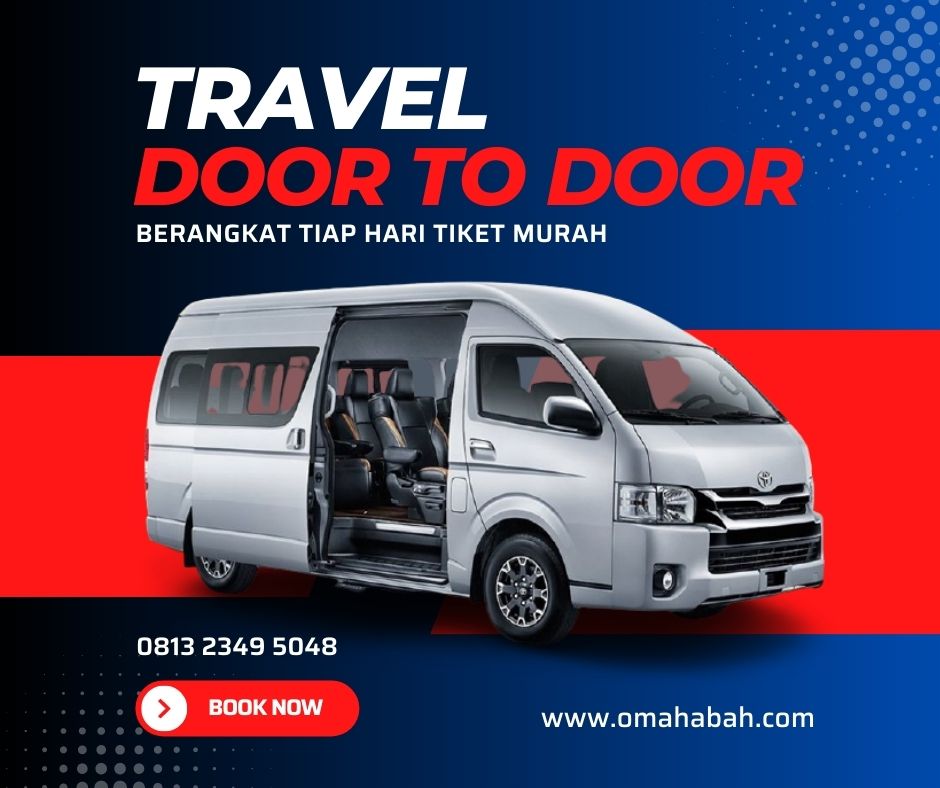 TRAVEL
DOOR TO DOOR
BERANGKAT TIAP HARI TIKET MURAH
0813 2349 5048
BOOK NOW
www.omahabah.com